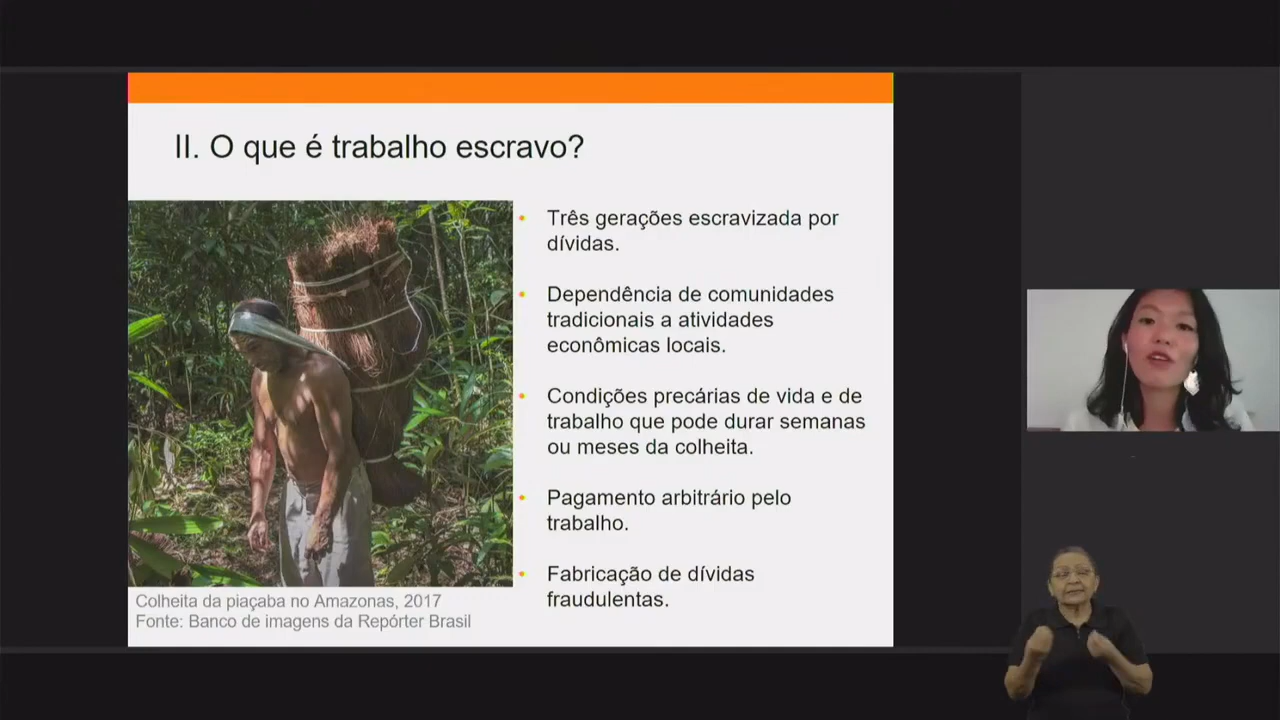 II. O que é trabalho escravo?
Três gerações escravizada por
dívidas.
Dependência de comunidades
tradicionais a atividades
econômicas locais.
Condições precárias de vida e de
trabalho que pode durar semanas
ou meses da colheita.
Pagamento arbitrário pelo
trabalho.
Fabricação de dívidas
fraudulentas.
Colheita da piaçaba no Amazonas, 2017
Fonte: Banco de imagens da Repórter Brasil